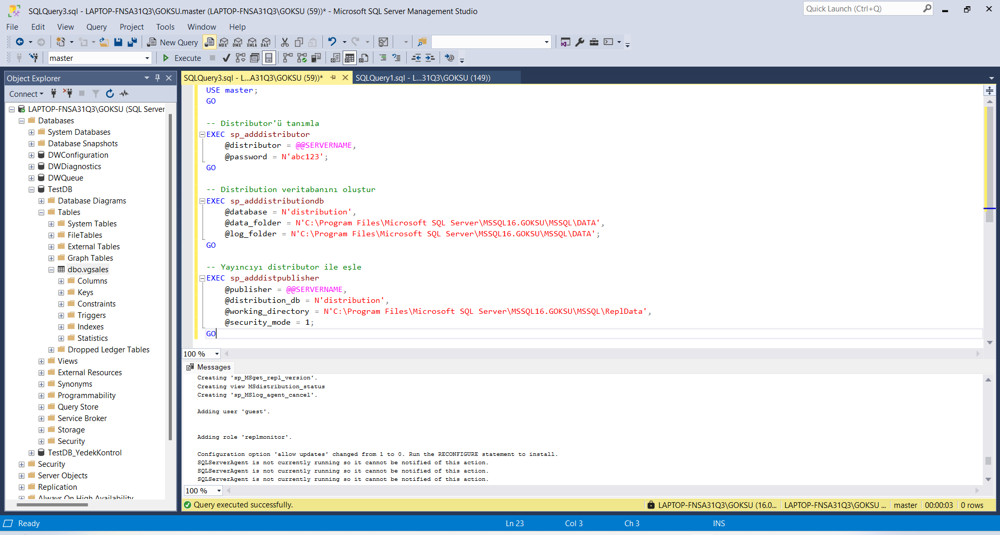 SQLQuery3.sql - LAPTOP-FNSA31Q3\GOKSU.master (LAPTOP-FNSA31Q3\GOKSU (59))* - Microsoft SQL Server Management Studio
Quick Launch (Ctrl+Q)
File Edit View Query Project Tools Window Help
New Query MDX DMX XMLA DAX
master Execute
Object Explorer
Connect
LAPTOP-FNSA31Q3\GOKSU (SQL Server
Databases
System Databases
Database Snapshots
DWConfiguration
DWDiagnostics
DWQueue
TestDB
Database Diagrams
Tables
System Tables
FileTables
External Tables
Graph Tables
dbo.vgsales
Columns
Keys
Constraints
Triggers
Indexes
Statistics
Dropped Ledger Tables
Views
External Resources
Synonyms
Programmability
Query Store
Service Broker
Storage
Security
TestDB_YedekKontrol
Security
Server Objects
Replication
Always On High Availability
SQLQuery3.sql - L...A31Q3\GOKSU (59))* SQLQuery1.sql - L...31Q3\GOKSU (149))
USE master;
GO
-- Distributor'ü tanımla
EXEC sp_adddistributor
@distributor = @@SERVERNAME,
@password = N'abc123';
GO
-- Distribution veritabanını oluştur
EXEC sp_adddistributiondb
@database = N'distribution',
@data_folder = N'C:\Program Files\Microsoft SQL Server\MSSQL16.GOKSU\MSSQL\DATA',
@log_folder = N'C:\Program Files\Microsoft SQL Server\MSSQL16.GOKSU\MSSQL\DATA';
GO
-- Yayıncıyı distributor ile eşle
EXEC sp_adddistpublisher
@publisher = @@SERVERNAME,
@distribution_db = N'distribution',
@working_directory = N'C:\Program Files\Microsoft SQL Server\MSSQL16.GOKSU\MSSQL\ReplData',
@security_mode = 1;
GO
100 %
Messages
Creating 'sp_MSget_repl_version'.
Creating view MSdistribution_status
Creating 'sp_MSlog_agent_cancel'.
Adding user 'guest'.
Adding role 'replmonitor'.
Configuration option 'allow updates' changed from 1 to 0. Run the RECONFIGURE statement to install.
SQLServerAgent is not currently running so it cannot be notified of this action.
SQLServerAgent is not currently running so it cannot be notified of this action.
SQLServerAgent is not currently running so it cannot be notified of this action.
100 %
Query executed successfully. LAPTOP-FNSA31Q3\GOKSU (16.0... LAPTOP-FNSA31Q3\GOKSU ... master 00:00:03 0 rows
Ready Ln 23 Col 3 Ch 3 INS